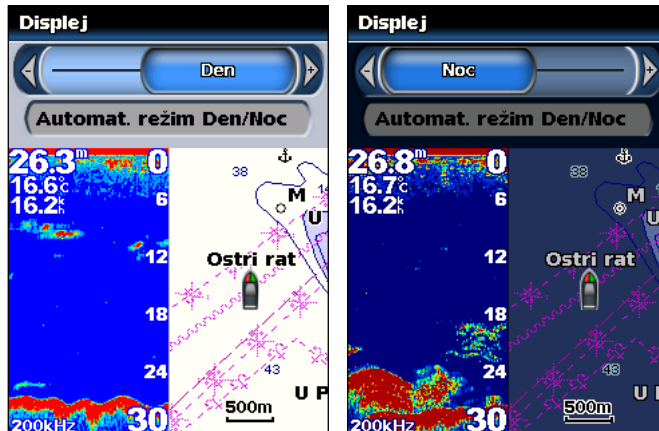 Displej
Den
Automat. režim Den/Noc
26.3m
0
16.6°C
16.2kh
6
12
18
24
30
200kHz
38
M
U
Ostri rat
43
U P
500m
Displej
Noc
Automat. režim Den/Noc
26.8m
0
16.7°C
16.2kh
6
12
18
24
30
200kHz
38
M
U
Ostri rat
43
U
500m